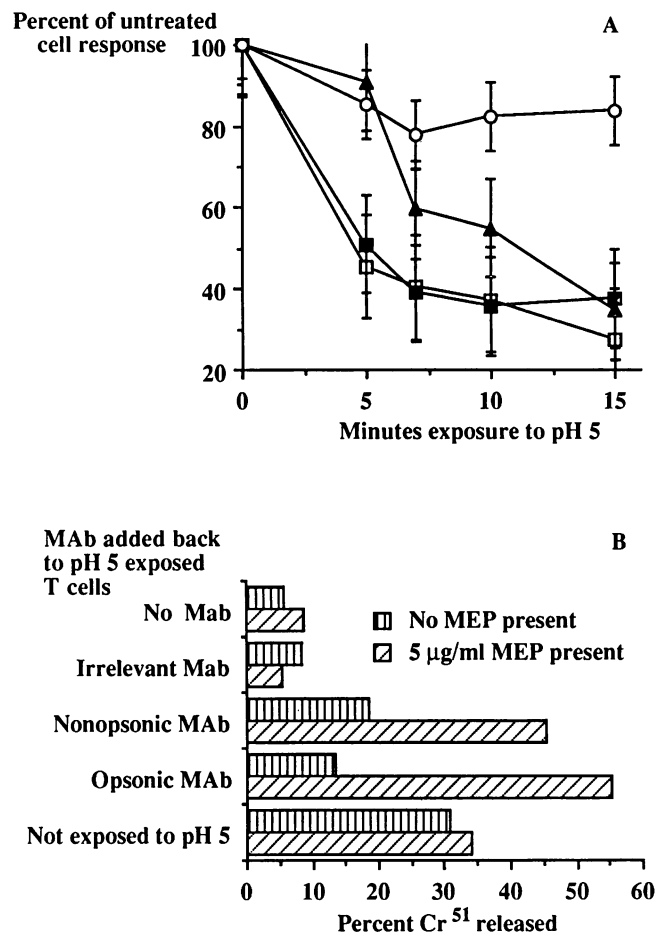 Percent of untreated
cell response
A
100
80
60
40
20
0
5
10
15
Minutes exposure to pH 5
MAb added back
to pH 5 exposed
T cells
B
No Mab
Irrelevant Mab
Nonopsonic MAb
Opsonic MAb
Not exposed to pH 5
No MEP present
5 μg/ml MEP present
0
10
20
30
40
50
60
Percent Cr 51 released